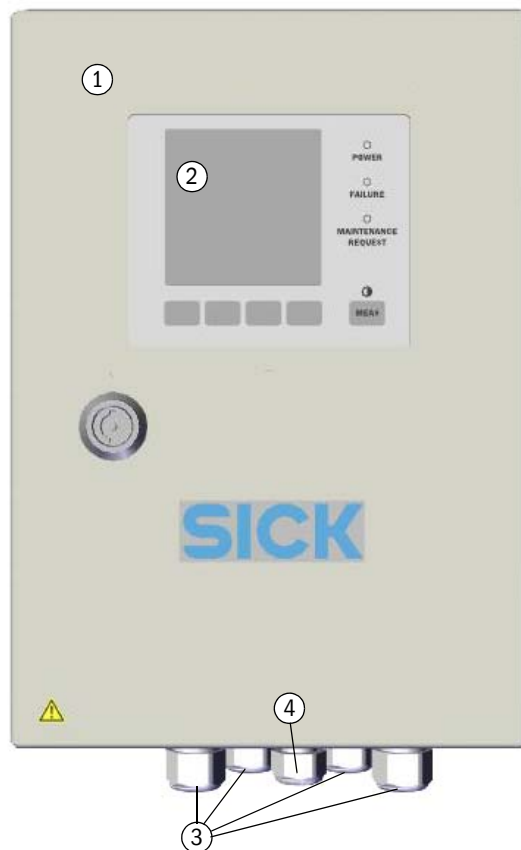 1
2
POWER
FAILURE
MAINTENANCE
REQUEST
MEAS
SICK
4
3